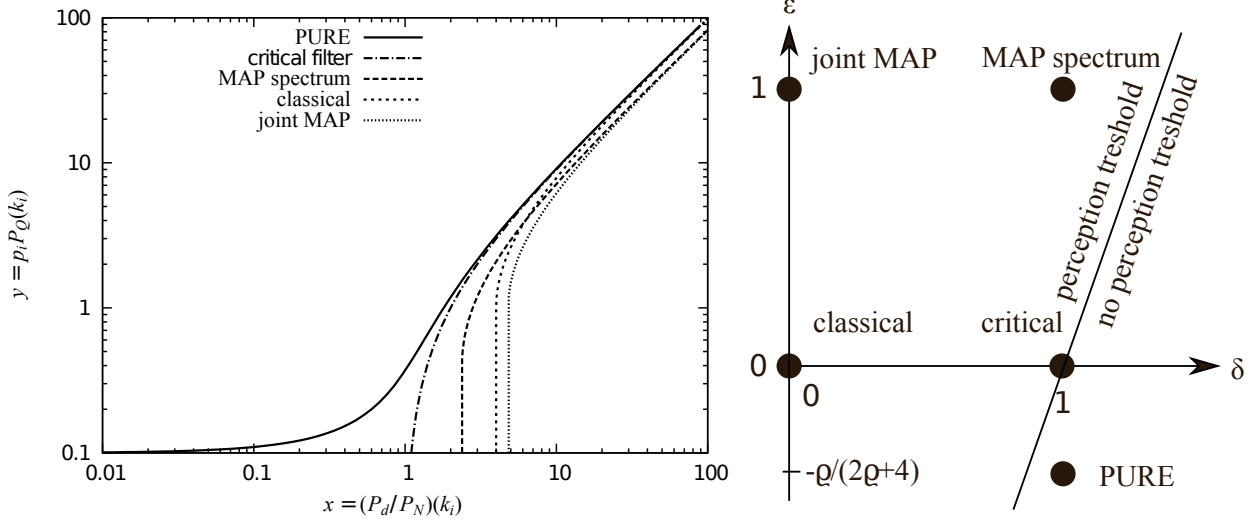 100
10
1
0.1
0.01
0.1
1
10
100
y = p_i P_Q(k_i)
x = (P_d/P_N)(k_i)
PURE
critical filter
MAP spectrum
classical
joint MAP
ε
joint MAP
MAP spectrum
1
perception treshold
no perception treshold
classical
critical
0
δ
0
1
-ϱ/(2ϱ+4)
PURE